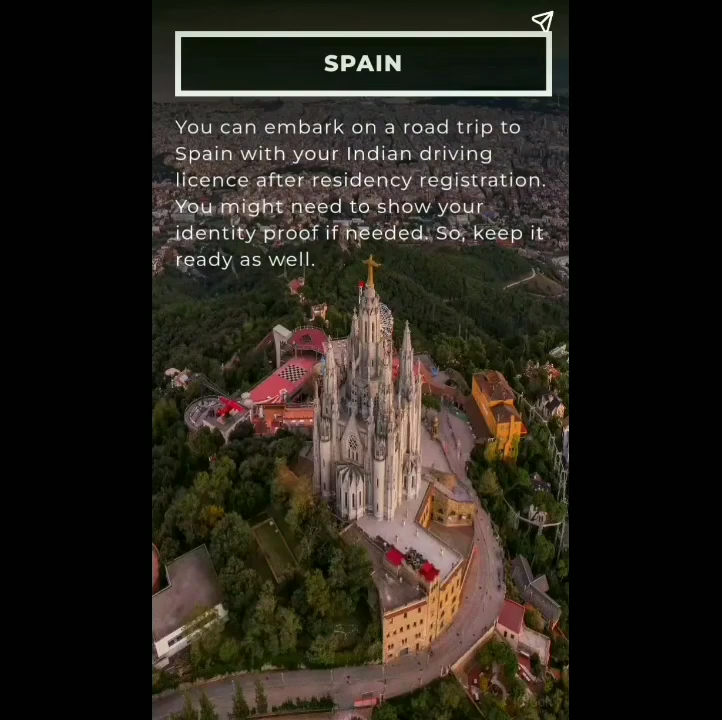 SPAIN
You can embark on a road trip to
Spain with your Indian driving
licence after residency registration.
You might need to show your
identity proof if needed. So, keep it
ready as well.